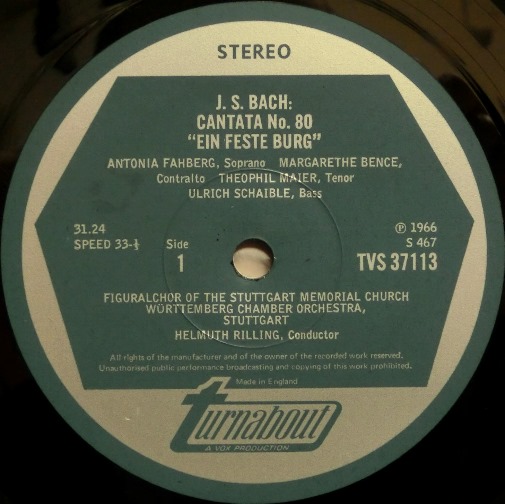 STEREO
J. S. BACH:
CANTATA No. 80
"EIN FESTE BURG"
ANTONIA FAHBERG, Soprano MARGARETHE BENCE,
Contralto THEOPHIL MAIER, Tenor
ULRICH SCHAIBLE, Bass
31.24
SPEED 33-⅓
Side
1
℗ 1966
S 467
TVS 37113
FIGURALCHOR OF THE STUTTGART MEMORIAL CHURCH
WÜRTTEMBERG CHAMBER ORCHESTRA,
STUTTGART
HELMUTH RILLING, Conductor
All rights of the manufacturer and of the owner of the recorded work reserved.
Unauthorised public performance broadcasting and copying of this work prohibited.
Made in England
turnabout
A VOX PRODUCTION